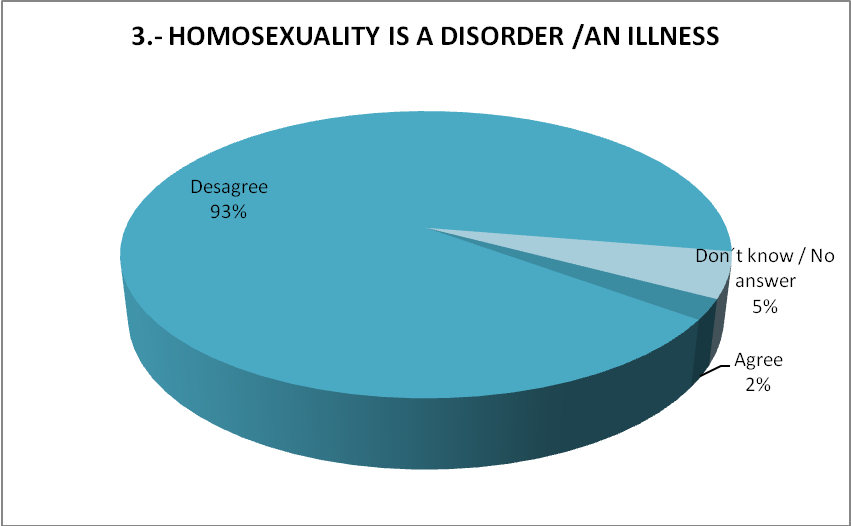 3.- HOMOSEXUALITY IS A DISORDER /AN ILLNESS
Desagree
93%
Don´t know / No
answer
5%
Agree
2%